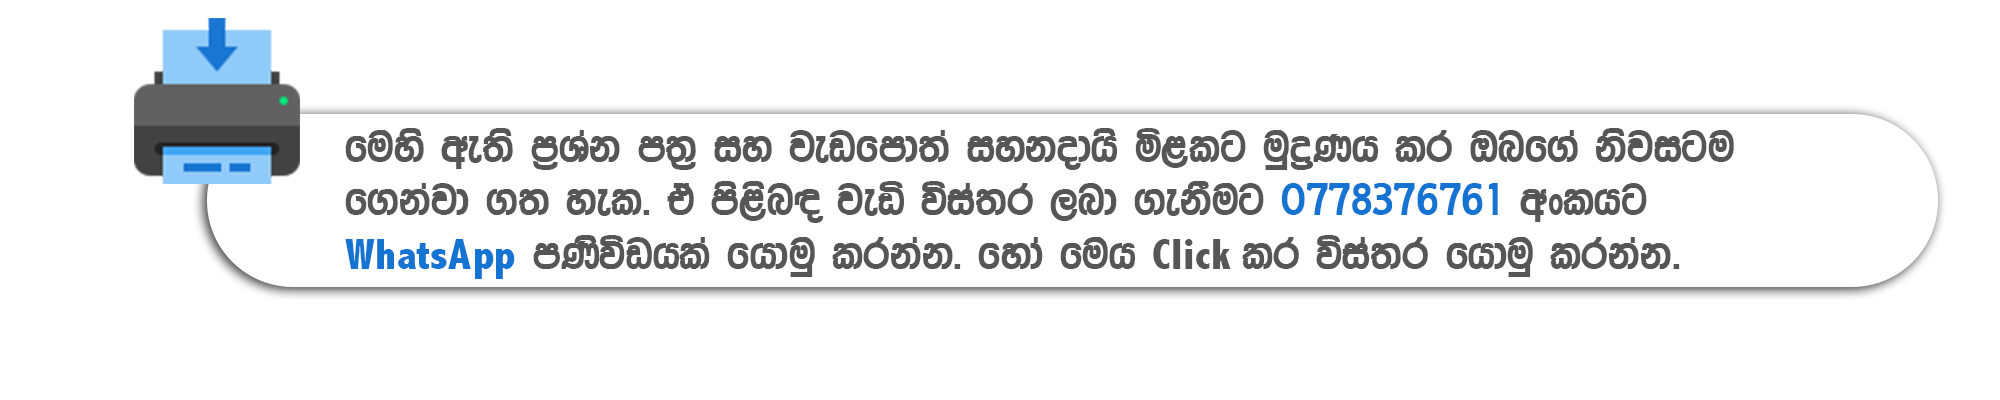 මෙහි ඇති ප්‍රශ්න පත්‍ර සහ වැඩපොත් සහනදායි මිළකට මුද්‍රණය කර ඔබගේ නිවසටම
ගෙන්වා ගත හැක. ඒ පිළිබඳ වැඩි විස්තර ලබා ගැනීමට 0778376761 අංකයට
WhatsApp පණිවිඩයක් යොමු කරන්න. හෝ මෙය Click කර විස්තර යොමු කරන්න.